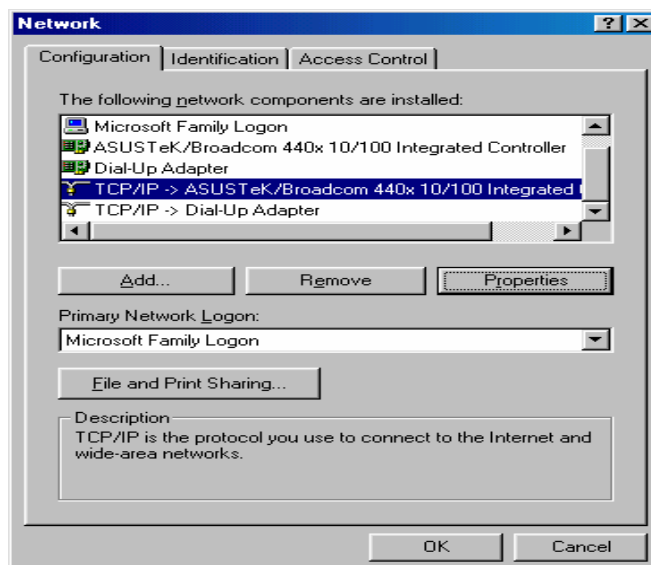 Network
Configuration Identification Access Control
The following network components are installed:
Microsoft Family Logon
ASUSTeK/Broadcom 440x 10/100 Integrated Controller
Dial-Up Adapter
TCP/IP -> ASUSTeK/Broadcom 440x 10/100 Integrated
TCP/IP -> Dial-Up Adapter
Add... Remove Properties
Primary Network Logon:
Microsoft Family Logon
File and Print Sharing...
Description
TCP/IP is the protocol you use to connect to the Internet and
wide-area networks.
OK Cancel